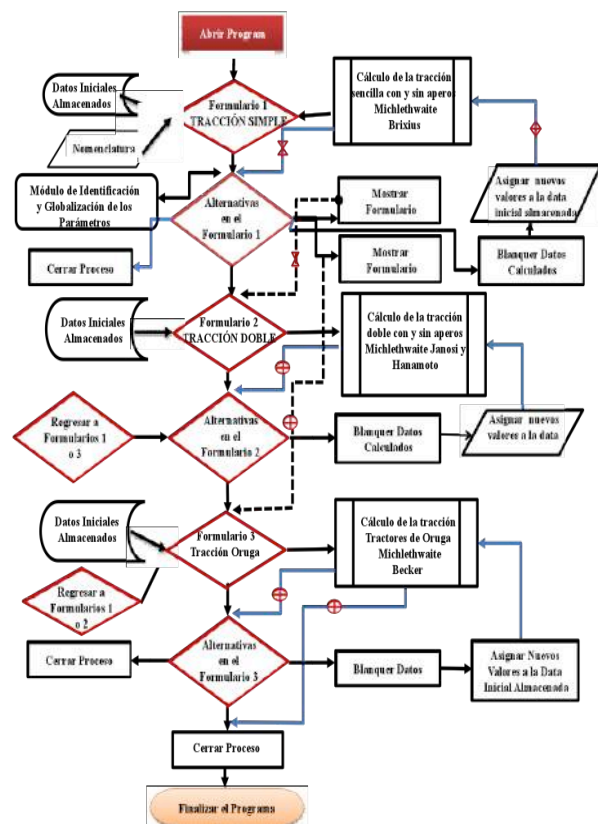 Abrir Program
Datos Iniciales
Almacenados
Formulario 1
TRACCIÓN SIMPLE
Cálculo de la tracción
sencilla con y sin aperos
Michlethwaite
Brixius
Nomenclatura
Módulo de Identificación
y Globalización de los
Parámetros
Alternativas
en el
Formulario 1
Mostrar
Formulario
Asignar nuevos
valores a la data
inicial almacenada
Cerrar Proceso
Mostrar
Formulario
Blanquer Datos
Calculados
Datos Iniciales
Almacenados
Formulario 2
TRACCIÓN DOBLE
Cálculo de la tracción
doble con y sin aperos
Michlethwaite Janosi y
Hanamoto
Regresar a
Formularios 1
o 3
Alternativas
en el
Formulario 2
Blanquer Datos
Calculados
Asignar nuevos
valores a la data
Datos Iniciales
Almacenados
Formulario 3
Tracción Oruga
Cálculo de la tracción
Tractores de Oruga
Michlethwaite
Becker
Regresar a
Formularios 1
o 2
Cerrar Proceso
Alternativas
en el
Formulario 3
Blanquer Datos
Asignar Nuevos
Valores a la Data
Inicial Almacenada
Cerrar Proceso
Finalizar el Programa